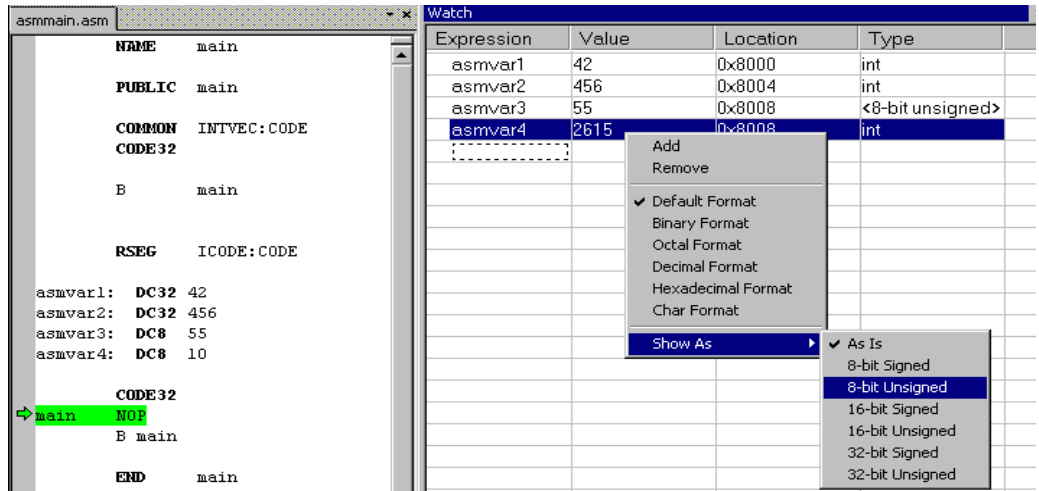 asmmain.asm
NAME main
PUBLIC main
COMMON INTVEC:CODE
CODE32
B main
RSEG ICODE:CODE
asmvar1: DC32 42
asmvar2: DC32 456
asmvar3: DC8 55
asmvar4: DC8 10
CODE32
main NOP
B main
END main
Watch
Expression Value Location Type
asmvar1 42 0x8000 int
asmvar2 456 0x8004 int
asmvar3 55 0x8008 <8-bit unsigned>
asmvar4 2615 0x8008 int
Add
Remove
Default Format
Binary Format
Octal Format
Decimal Format
Hexadecimal Format
Char Format
Show As
As Is
8-bit Signed
8-bit Unsigned
16-bit Signed
16-bit Unsigned
32-bit Signed
32-bit Unsigned